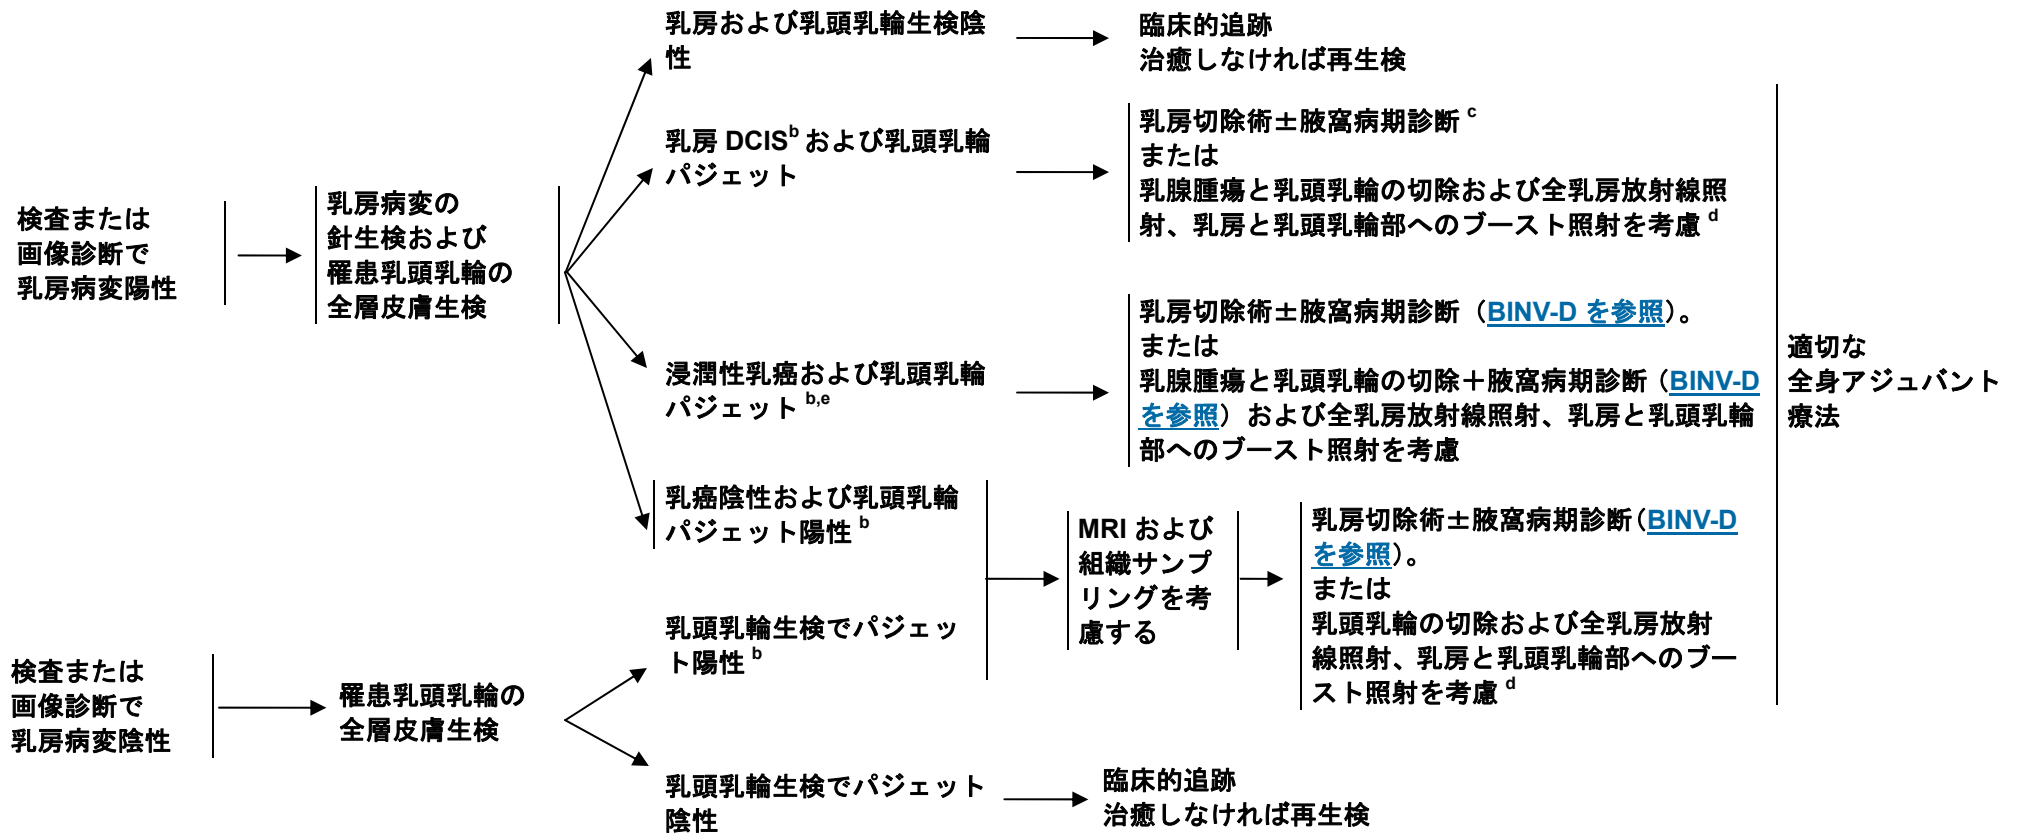 乳房および乳頭乳輪生検陰
性
臨床的追跡
治癒しなければ再生検
乳房 DCISb および乳頭乳輪
パジェット
乳房切除術±腋窩病期診断 c
または
乳腺腫瘍と乳頭乳輪の切除および全乳房放射線照
射、乳房と乳頭乳輪部へのブースト照射を考慮 d
検査または
画像診断で
乳房病変陽性
乳房病変の
針生検および
罹患乳頭乳輪の
全層皮膚生検
浸潤性乳癌および乳頭乳輪
パジェット b,e
乳房切除術±腋窩病期診断（BINV-D を参照）。
または
乳腺腫瘍と乳頭乳輪の切除＋腋窩病期診断（BINV-D
を参照）および全乳房放射線照射、乳房と乳頭乳輪
部へのブースト照射を考慮
適切な
全身アジュバント
療法
乳癌陰性および乳頭乳輪
パジェット陽性 b
MRI および
組織サンプ
リングを考
慮する
乳房切除術±腋窩病期診断（BINV-D
を参照）。
または
乳頭乳輪の切除および全乳房放射
線照射、乳房と乳頭乳輪部へのブー
スト照射を考慮 d
検査または
画像診断で
乳房病変陰性
罹患乳頭乳輪の
全層皮膚生検
乳頭乳輪生検でパジェッ
ト陽性 b
乳頭乳輪生検でパジェット
陰性
臨床的追跡
治癒しなければ再生検